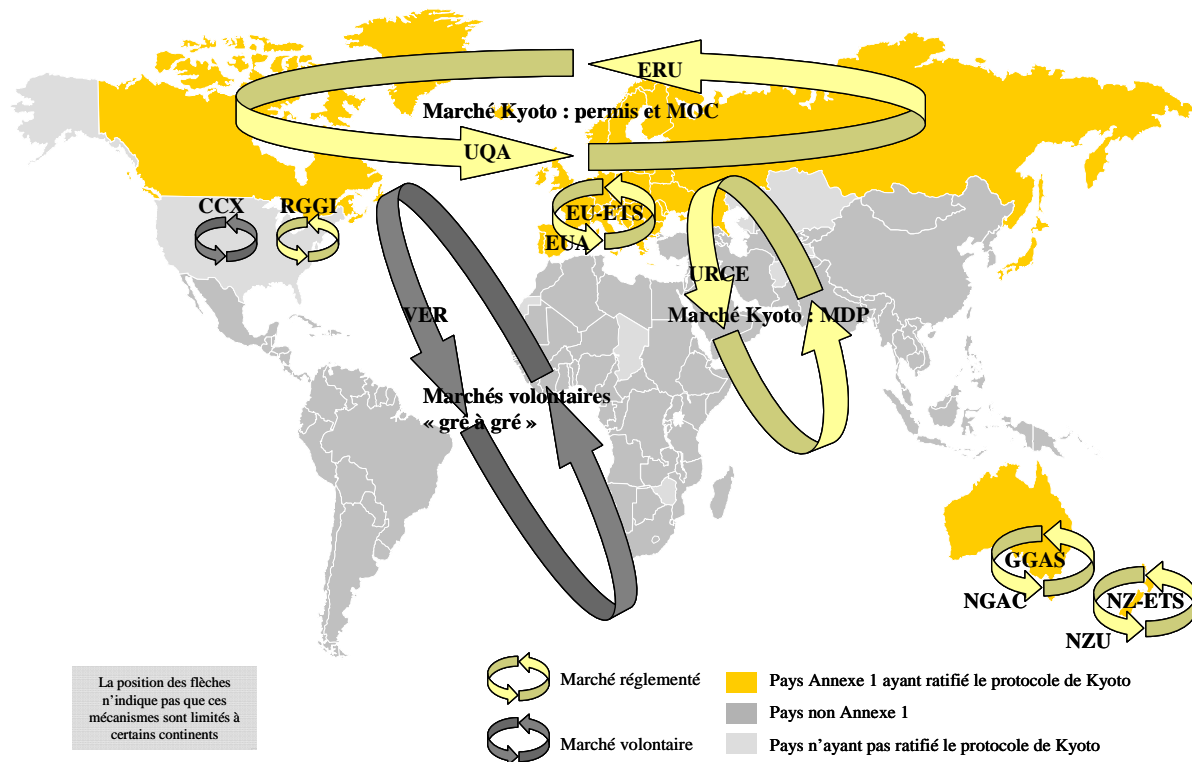 ERU
Marché Kyoto : permis et MOC
UQA
CCX
RGGI
EU-ETS
EUA
URCE
VER
Marché Kyoto : MDP
Marchés volontaires
« gré à gré »
GGAS
NGAC
NZ-ETS
NZU
La position des flèches
n’indique pas que ces
mécanismes sont limités à
certains continents
Marché réglementé
Marché volontaire
Pays Annexe 1 ayant ratifié le protocole de Kyoto
Pays non Annexe 1
Pays n’ayant pas ratifié le protocole de Kyoto